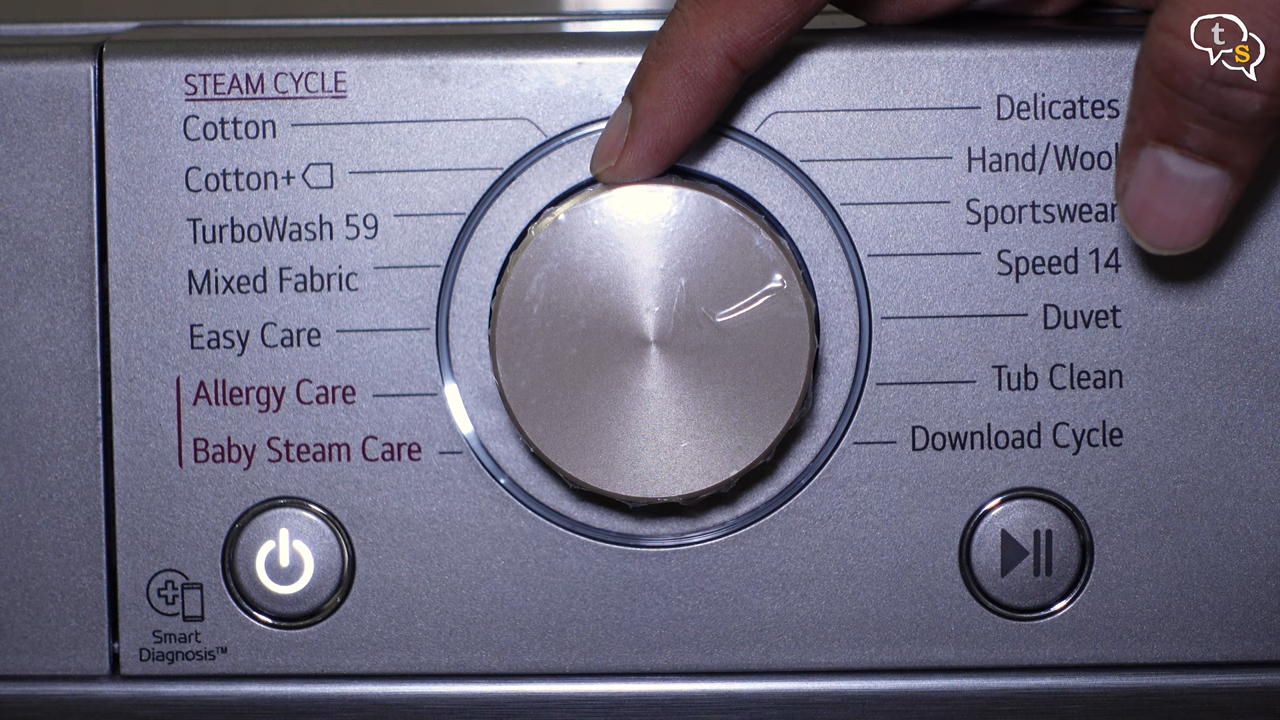 STEAM CYCLE
Cotton
Cotton+
TurboWash 59
Mixed Fabric
Easy Care
Allergy Care
Baby Steam Care
Delicates
Hand/Wool
Sportswear
Speed 14
Duvet
Tub Clean
Download Cycle
Smart
Diagnosis™
t
s